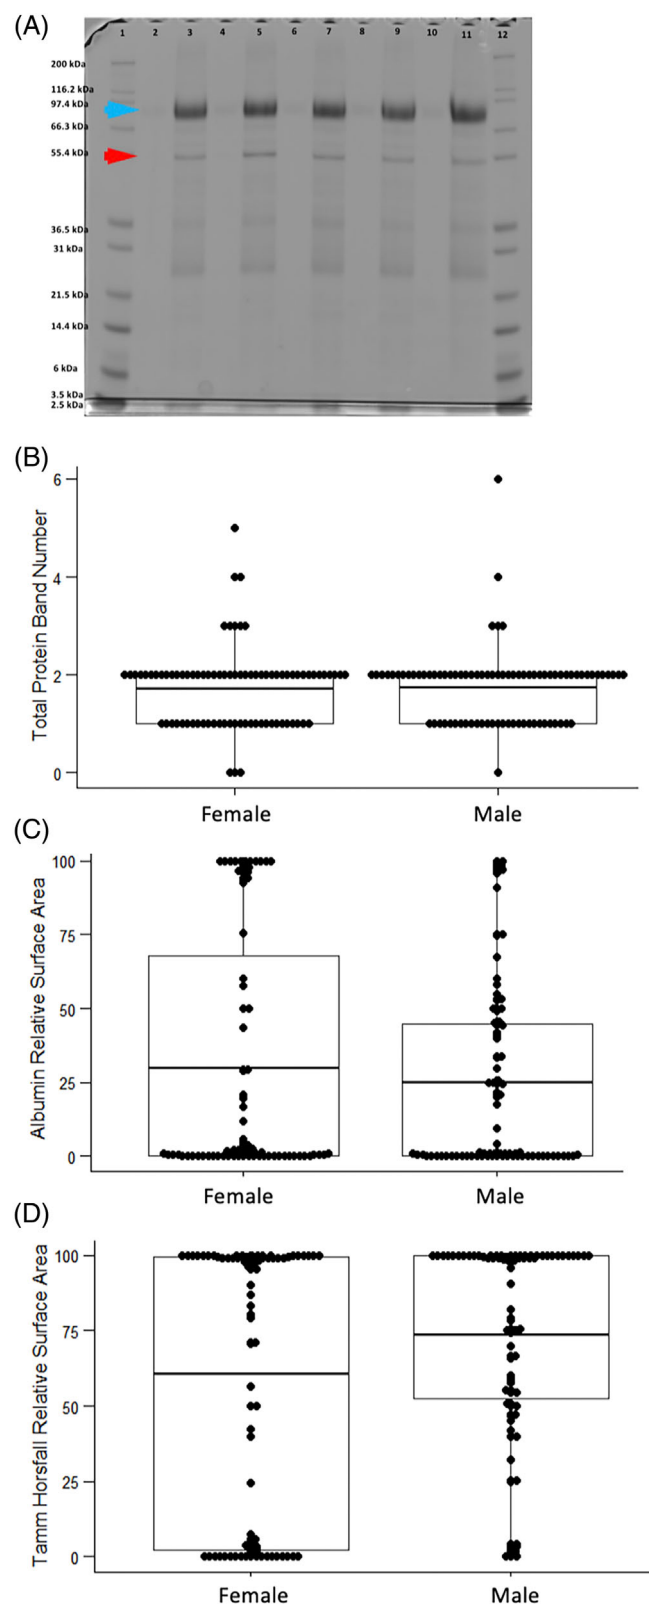 (A)
1 2 3 4 5 6 7 8 9 10 11 12
200 kDa
116.2 kDa
97.4 kDa
66.3 kDa
55.4 kDa
36.5 kDa
31 kDa
21.5 kDa
14.4 kDa
6 kDa
3.5 kDa
2.5 kDa
(B)
Total Protein Band Number
6
4
2
0
Female Male
(C)
Albumin Relative Surface Area
100
75
50
25
0
Female Male
(D)
Tamm Horsfall Relative Surface Area
100
75
50
25
0
Female Male